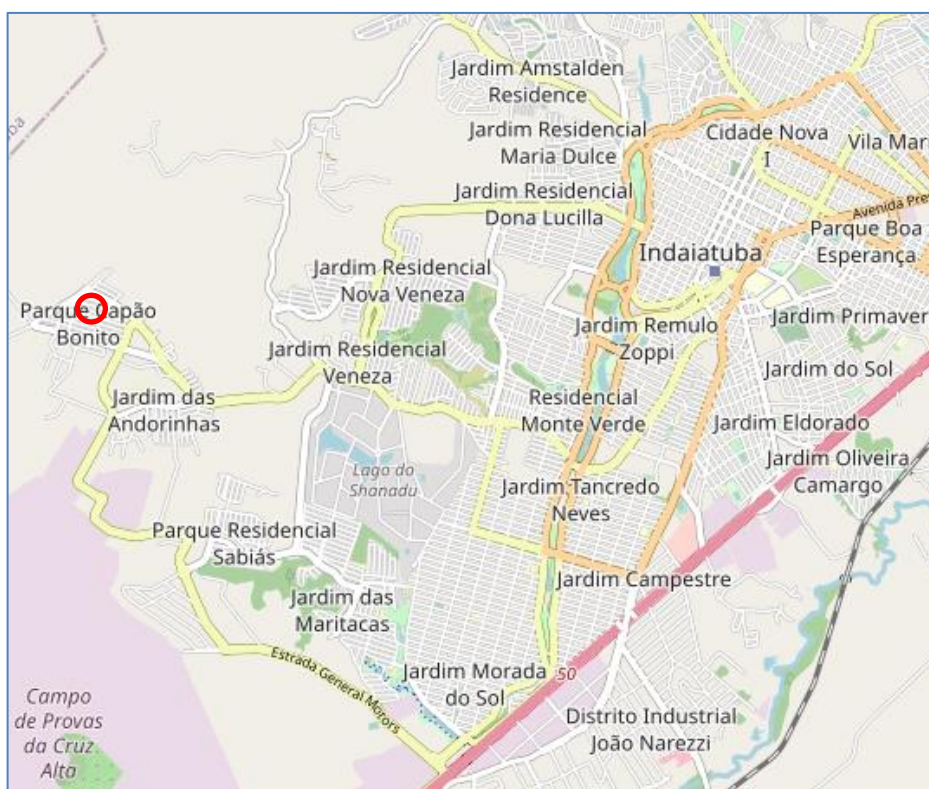 Jardim Amstalden
Residence
Jardim Residencial
Maria Dulce
Cidade Nova
I
Vila Mari
uba
Jardim Residencial
Dona Lucilla
Avenida Pre
Parque Boa
Esperança
Indaiatuba
Jardim Residencial
Nova Veneza
Parque Capão
Bonito
Jardim Remulo
Zoppi
Jardim Primaver
Jardim Residencial
Veneza
Jardim do Sol
Jardim das
Andorinhas
Residencial
Monte Verde
Jardim Eldorado
Lago do
Shanadu
Jardim Oliveira
Camargo
Jardim Tancredo
Neves
Parque Residencial
Sabiás
Jardim Campestre
Jardim das
Maritacas
Estrada General Motors
Jardim Morada
do Sol
50
Campo
de Provas
da Cruz
Alta
Distrito Industrial
João Narezzi